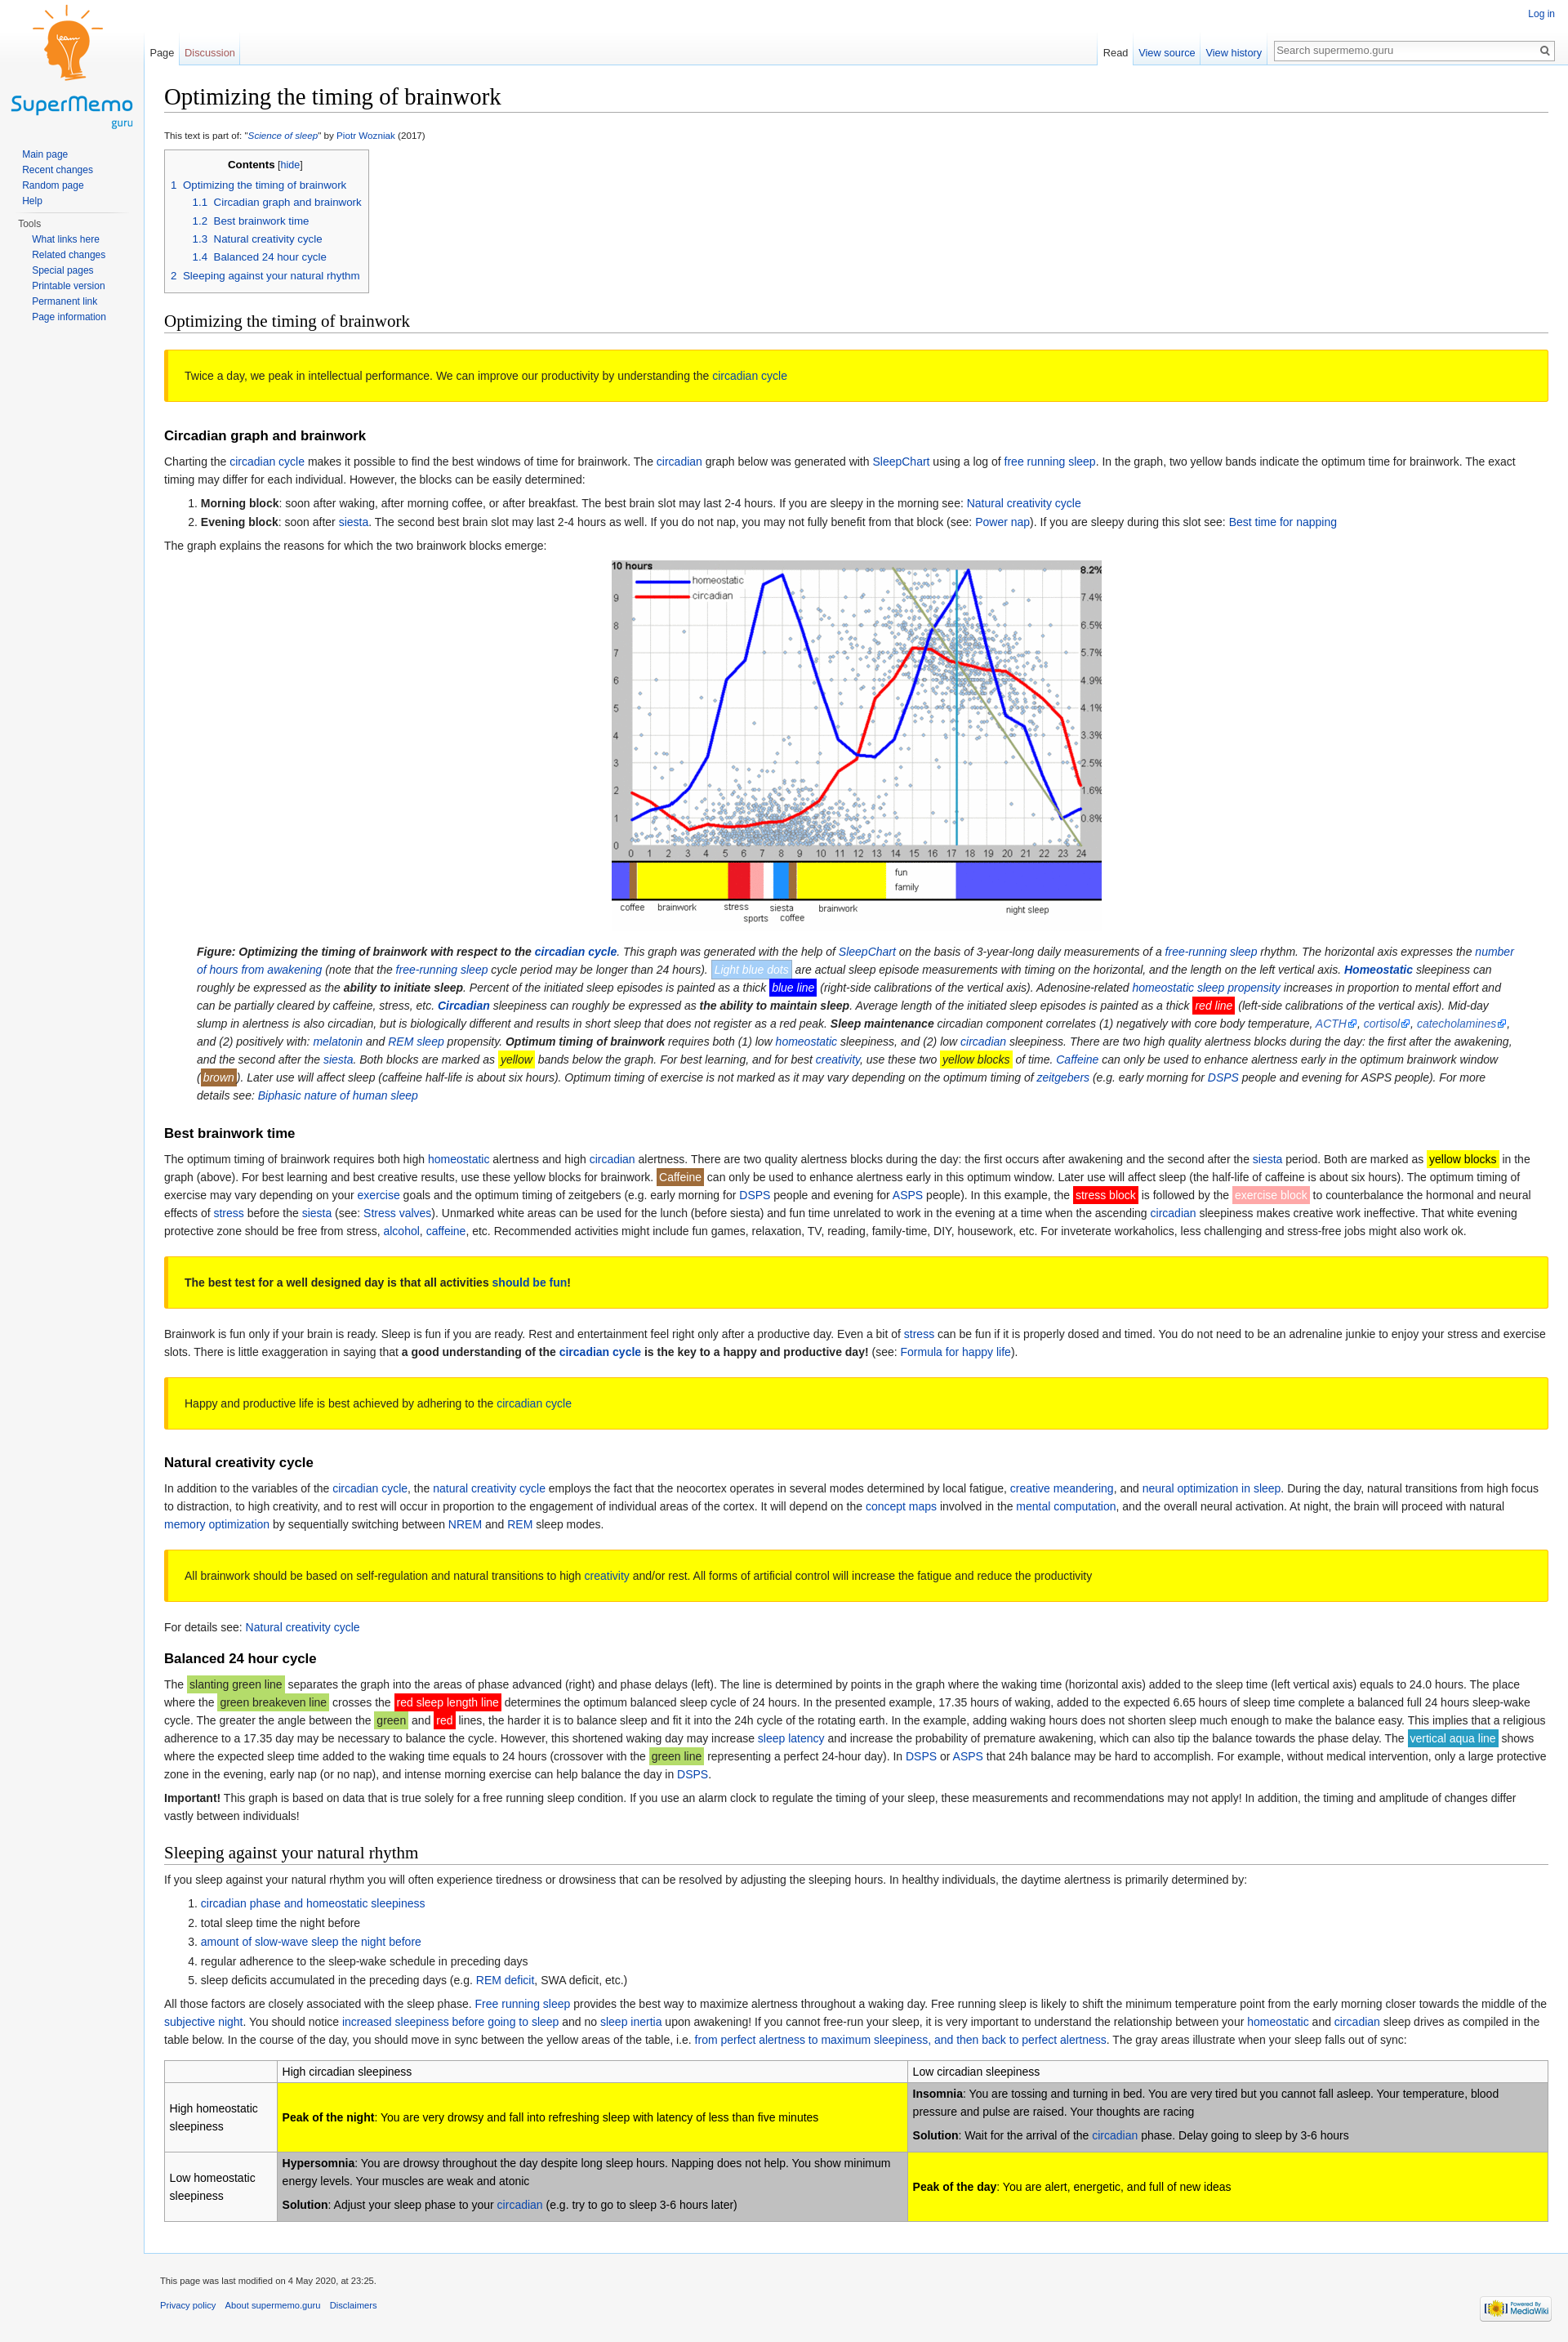 Log in
SuperMemo
guru
Page Discussion Read View source View history Search supermemo.guru
Main page
Recent changes
Random page
Help
Tools
What links here
Related changes
Special pages
Printable version
Permanent link
Page information
Optimizing the timing of brainwork
This text is part of: "Science of sleep" by Piotr Wozniak (2017)
Contents [hide]
1 Optimizing the timing of brainwork
1.1 Circadian graph and brainwork
1.2 Best brainwork time
1.3 Natural creativity cycle
1.4 Balanced 24 hour cycle
2 Sleeping against your natural rhythm
Optimizing the timing of brainwork
Twice a day, we peak in intellectual performance. We can improve our productivity by understanding the circadian cycle
Circadian graph and brainwork
Charting the circadian cycle makes it possible to find the best windows of time for brainwork. The circadian graph below was generated with SleepChart using a log of free running sleep. In the graph, two yellow bands indicate the optimum time for brainwork. The exact
timing may differ for each individual. However, the blocks can be easily determined:
1. Morning block: soon after waking, after morning coffee, or after breakfast. The best brain slot may last 2-4 hours. If you are sleepy in the morning see: Natural creativity cycle
2. Evening block: soon after siesta. The second best brain slot may last 2-4 hours as well. If you do not nap, you may not fully benefit from that block (see: Power nap). If you are sleepy during this slot see: Best time for napping
The graph explains the reasons for which the two brainwork blocks emerge:
10 hours 8.2%
homeostatic
circadian
9 7.4%
8 6.5%
7 5.7%
6 4.9%
5 4.1%
4 3.3%
3 2.5%
2 1.6%
1 0.8%
0
0 1 2 3 4 5 6 7 8 9 10 11 12 13 14 15 16 17 18 19 20 21 22 23 24
fun
family
coffee brainwork stress sports siesta coffee brainwork night sleep
Figure: Optimizing the timing of brainwork with respect to the circadian cycle. This graph was generated with the help of SleepChart on the basis of 3-year-long daily measurements of a free-running sleep rhythm. The horizontal axis expresses the number
of hours from awakening (note that the free-running sleep cycle period may be longer than 24 hours). Light blue dots are actual sleep episode measurements with timing on the horizontal, and the length on the left vertical axis. Homeostatic sleepiness can
roughly be expressed as the ability to initiate sleep. Percent of the initiated sleep episodes is painted as a thick blue line (right-side calibrations of the vertical axis). Adenosine-related homeostatic sleep propensity increases in proportion to mental effort and
can be partially cleared by caffeine, stress, etc. Circadian sleepiness can roughly be expressed as the ability to maintain sleep. Average length of the initiated sleep episodes is painted as a thick red line (left-side calibrations of the vertical axis). Mid-day
slump in alertness is also circadian, but is biologically different and results in short sleep that does not register as a red peak. Sleep maintenance circadian component correlates (1) negatively with core body temperature, ACTH, cortisol, catecholamines,
and (2) positively with: melatonin and REM sleep propensity. Optimum timing of brainwork requires both (1) low homeostatic sleepiness, and (2) low circadian sleepiness. There are two high quality alertness blocks during the day: the first after the awakening,
and the second after the siesta. Both blocks are marked as yellow bands below the graph. For best learning, and for best creativity, use these two yellow blocks of time. Caffeine can only be used to enhance alertness early in the optimum brainwork window
(brown). Later use will affect sleep (caffeine half-life is about six hours). Optimum timing of exercise is not marked as it may vary depending on the optimum timing of zeitgebers (e.g. early morning for DSPS people and evening for ASPS people). For more
details see: Biphasic nature of human sleep
Best brainwork time
The optimum timing of brainwork requires both high homeostatic alertness and high circadian alertness. There are two quality alertness blocks during the day: the first occurs after awakening and the second after the siesta period. Both are marked as yellow blocks in the
graph (above). For best learning and best creative results, use these yellow blocks for brainwork. Caffeine can only be used to enhance alertness early in this optimum window. Later use will affect sleep (the half-life of caffeine is about six hours). The optimum timing of
exercise may vary depending on your exercise goals and the optimum timing of zeitgebers (e.g. early morning for DSPS people and evening for ASPS people). In this example, the stress block is followed by the exercise block to counterbalance the hormonal and neural
effects of stress before the siesta (see: Stress valves). Unmarked white areas can be used for the lunch (before siesta) and fun time unrelated to work in the evening at a time when the ascending circadian sleepiness makes creative work ineffective. That white evening
protective zone should be free from stress, alcohol, caffeine, etc. Recommended activities might include fun games, relaxation, TV, reading, family-time, DIY, housework, etc. For inveterate workaholics, less challenging and stress-free jobs might also work ok.
The best test for a well designed day is that all activities should be fun!
Brainwork is fun only if your brain is ready. Sleep is fun if you are ready. Rest and entertainment feel right only after a productive day. Even a bit of stress can be fun if it is properly dosed and timed. You do not need to be an adrenaline junkie to enjoy your stress and exercise
slots. There is little exaggeration in saying that a good understanding of the circadian cycle is the key to a happy and productive day! (see: Formula for happy life).
Happy and productive life is best achieved by adhering to the circadian cycle
Natural creativity cycle
In addition to the variables of the circadian cycle, the natural creativity cycle employs the fact that the neocortex operates in several modes determined by local fatigue, creative meandering, and neural optimization in sleep. During the day, natural transitions from high focus
to distraction, to high creativity, and to rest will occur in proportion to the engagement of individual areas of the cortex. It will depend on the concept maps involved in the mental computation, and the overall neural activation. At night, the brain will proceed with natural
memory optimization by sequentially switching between NREM and REM sleep modes.
All brainwork should be based on self-regulation and natural transitions to high creativity and/or rest. All forms of artificial control will increase the fatigue and reduce the productivity
For details see: Natural creativity cycle
Balanced 24 hour cycle
The slanting green line separates the graph into the areas of phase advanced (right) and phase delays (left). The line is determined by points in the graph where the waking time (horizontal axis) added to the sleep time (left vertical axis) equals to 24.0 hours. The place
where the green breakeven line crosses the red sleep length line determines the optimum balanced sleep cycle of 24 hours. In the presented example, 17.35 hours of waking, added to the expected 6.65 hours of sleep time complete a balanced full 24 hours sleep-wake
cycle. The greater the angle between the green and red lines, the harder it is to balance sleep and fit it into the 24h cycle of the rotating earth. In the example, adding waking hours does not shorten sleep much enough to make the balance easy. This implies that a religious
adherence to a 17.35 day may be necessary to balance the cycle. However, this shortened waking day may increase sleep latency and increase the probability of premature awakening, which can also tip the balance towards the phase delay. The vertical aqua line shows
where the expected sleep time added to the waking time equals to 24 hours (crossover with the green line representing a perfect 24-hour day). In DSPS or ASPS that 24h balance may be hard to accomplish. For example, without medical intervention, only a large protective
zone in the evening, early nap (or no nap), and intense morning exercise can help balance the day in DSPS.
Important! This graph is based on data that is true solely for a free running sleep condition. If you use an alarm clock to regulate the timing of your sleep, these measurements and recommendations may not apply! In addition, the timing and amplitude of changes differ
vastly between individuals!
Sleeping against your natural rhythm
If you sleep against your natural rhythm you will often experience tiredness or drowsiness that can be resolved by adjusting the sleeping hours. In healthy individuals, the daytime alertness is primarily determined by:
1. circadian phase and homeostatic sleepiness
2. total sleep time the night before
3. amount of slow-wave sleep the night before
4. regular adherence to the sleep-wake schedule in preceding days
5. sleep deficits accumulated in the preceding days (e.g. REM deficit, SWA deficit, etc.)
All those factors are closely associated with the sleep phase. Free running sleep provides the best way to maximize alertness throughout a waking day. Free running sleep is likely to shift the minimum temperature point from the early morning closer towards the middle of the
subjective night. You should notice increased sleepiness before going to sleep and no sleep inertia upon awakening! If you cannot free-run your sleep, it is very important to understand the relationship between your homeostatic and circadian sleep drives as compiled in the
table below. In the course of the day, you should move in sync between the yellow areas of the table, i.e. from perfect alertness to maximum sleepiness, and then back to perfect alertness. The gray areas illustrate when your sleep falls out of sync:
High circadian sleepiness Low circadian sleepiness
High homeostatic
sleepiness
Peak of the night: You are very drowsy and fall into refreshing sleep with latency of less than five minutes
Insomnia: You are tossing and turning in bed. You are very tired but you cannot fall asleep. Your temperature, blood
pressure and pulse are raised. Your thoughts are racing
Solution: Wait for the arrival of the circadian phase. Delay going to sleep by 3-6 hours
Low homeostatic
sleepiness
Hypersomnia: You are drowsy throughout the day despite long sleep hours. Napping does not help. You show minimum
energy levels. Your muscles are weak and atonic
Solution: Adjust your sleep phase to your circadian (e.g. try to go to sleep 3-6 hours later)
Peak of the day: You are alert, energetic, and full of new ideas
This page was last modified on 4 May 2020, at 23:25.
Privacy policy About supermemo.guru Disclaimers
Powered By
MediaWiki